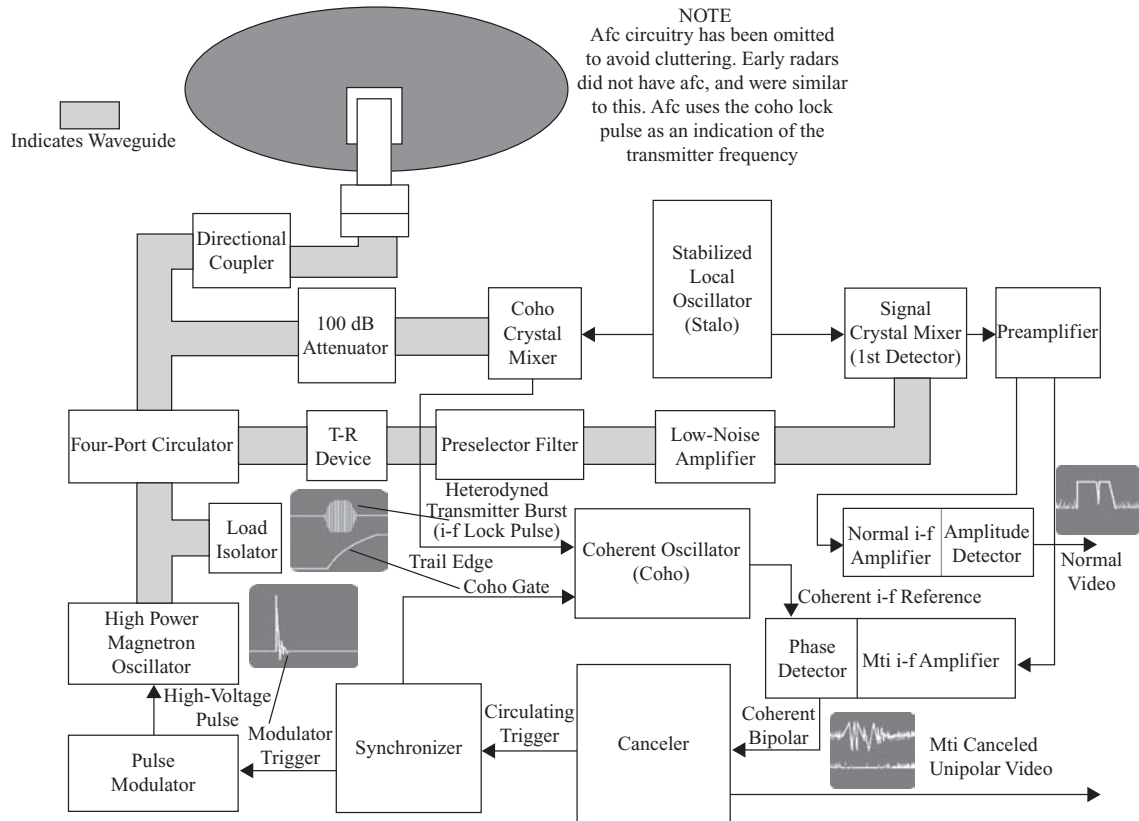 NOTE
Afc circuitry has been omitted
to avoid cluttering. Early radars
did not have afc, and were similar
to this. Afc uses the coho lock
pulse as an indication of the
transmitter frequency
Indicates Waveguide
Directional
Coupler
100 dB
Attenuator
Coho
Crystal
Mixer
Stabilized
Local
Oscillator
(Stalo)
Signal
Crystal Mixer
(1st Detector)
Preamplifier
Four-Port Circulator
T-R
Device
Preselector Filter
Low-Noise
Amplifier
Heterodyned
Transmitter Burst
(i-f Lock Pulse)
Trail Edge
Coho Gate
Load
Isolator
Coherent Oscillator
(Coho)
Normal i-f
Amplifier
Amplitude
Detector
Normal
Video
Coherent i-f Reference
High Power
Magnetron
Oscillator
Phase
Detector
Mti i-f Amplifier
High-Voltage
Pulse
Modulator
Trigger
Synchronizer
Circulating
Trigger
Canceler
Coherent
Bipolar
Mti Canceled
Unipolar Video
Pulse
Modulator